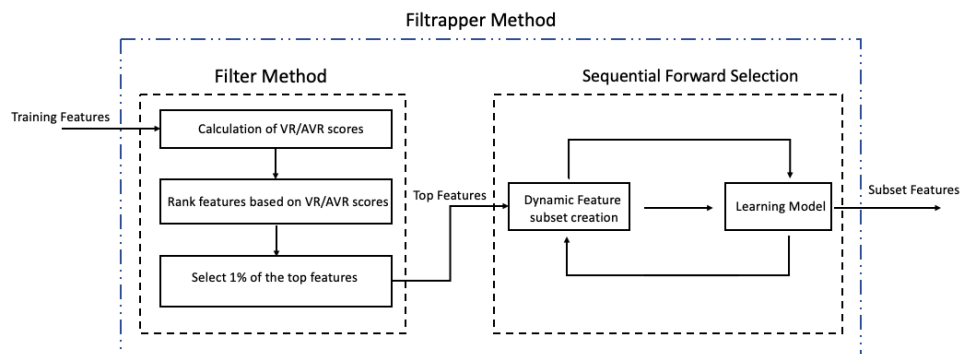 Filtrapper Method
Filter Method
Sequential Forward Selection
Training Features
Calculation of VR/AVR scores
Rank features based on VR/AVR scores
Select 1% of the top features
Top Features
Dynamic Feature
subset creation
Learning Model
Subset Features